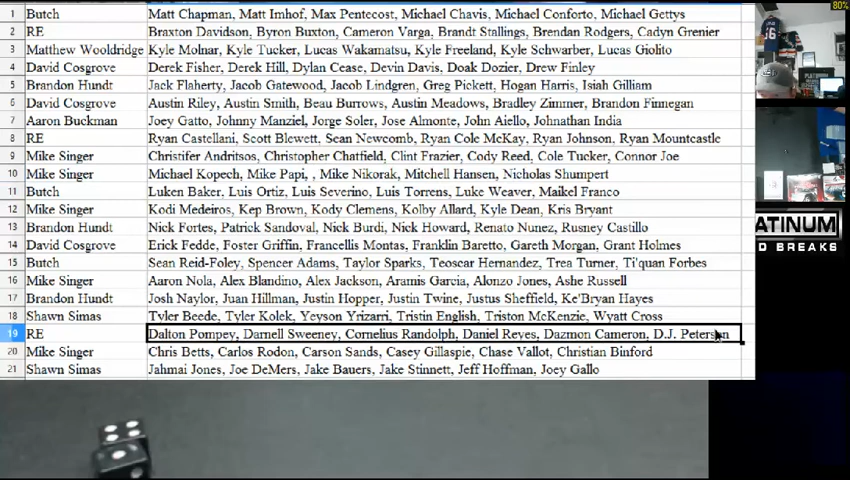 80%
1 Butch Matt Chapman, Matt Imhof, Max Pentecost, Michael Chavis, Michael Conforto, Michael Gettys
2 RE Braxton Davidson, Byron Buxton, Cameron Varga, Brandt Stallings, Brendan Rodgers, Cadyn Grenier
3 Matthew Wooldridge Kyle Molnar, Kyle Tucker, Lucas Wakamatsu, Kyle Freeland, Kyle Schwarber, Lucas Giolito
4 David Cosgrove Derek Fisher, Derek Hill, Dylan Cease, Devin Davis, Doak Dozier, Drew Finley
5 Brandon Hundt Jack Flaherty, Jacob Gatewood, Jacob Lindgren, Greg Pickett, Hogan Harris, Isiah Gilliam
6 David Cosgrove Austin Riley, Austin Smith, Beau Burrows, Austin Meadows, Bradley Zimmer, Brandon Finnegan
7 Aaron Buckman Joey Gatto, Johnny Manziel, Jorge Soler, Jose Almonte, John Aiello, Johnathan India
8 RE Ryan Castellani, Scott Blewett, Sean Newcomb, Ryan Cole McKay, Ryan Johnson, Ryan Mountcastle
9 Mike Singer Christifer Andritsos, Christopher Chatfield, Clint Frazier, Cody Reed, Cole Tucker, Connor Joe
10 Mike Singer Michael Kopech, Mike Papi, , Mike Nikorak, Mitchell Hansen, Nicholas Shumpert
11 Butch Luken Baker, Luis Ortiz, Luis Severino, Luis Torrens, Luke Weaver, Maikel Franco
12 Mike Singer Kodi Medeiros, Kep Brown, Kody Clemens, Kolby Allard, Kyle Dean, Kris Bryant
13 Brandon Hundt Nick Fortes, Patrick Sandoval, Nick Burdi, Nick Howard, Renato Nunez, Rusney Castillo
14 David Cosgrove Erick Fedde, Foster Griffin, Francellis Montas, Franklin Baretto, Gareth Morgan, Grant Holmes
15 Butch Sean Reid-Foley, Spencer Adams, Taylor Sparks, Teoscar Hernandez, Trea Turner, Ti'quan Forbes
16 Mike Singer Aaron Nola, Alex Blandino, Alex Jackson, Aramis Garcia, Alonzo Jones, Ashe Russell
17 Brandon Hundt Josh Naylor, Juan Hillman, Justin Hopper, Justin Twine, Justus Sheffield, Ke'Bryan Hayes
18 Shawn Simas Tyler Beede, Tyler Kolek, Yeyson Yrizarri, Tristin English, Triston McKenzie, Wyatt Cross
19 RE Dalton Pompey, Darnell Sweeney, Cornelius Randolph, Daniel Reyes, Dazmon Cameron, D.J. Peterson
20 Mike Singer Chris Betts, Carlos Rodon, Carson Sands, Casey Gillaspie, Chase Vallot, Christian Binford
21 Shawn Simas Jahmai Jones, Joe DeMers, Jake Bauers, Jake Stinnett, Jeff Hoffman, Joey Gallo
ATINUM
D BREAKS